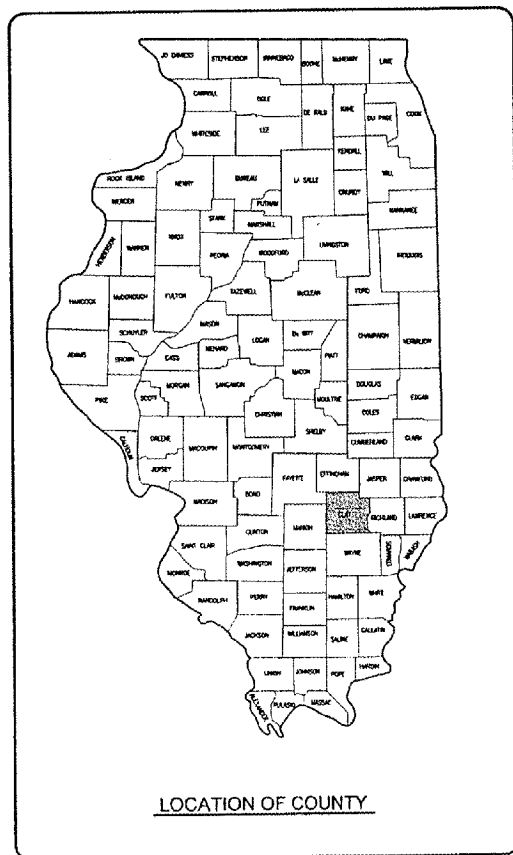 JO DAVIESS STEPHENSON WINNEBAGO BOONE McHENRY LAKE
CARROLL OGLE DE KALB KANE COOK
DU PAGE
WHITESIDE LEE
KENDALL
ROCK ISLAND HENRY BUREAU LA SALLE GRUNDY WILL
MERCER PUTNAM KANKAKEE
HENDERSON WARREN KNOX STARK MARSHALL LIVINGSTON
PEORIA WOODFORD IROQUOIS
HANCOCK McDONOUGH FULTON TAZEWELL McLEAN FORD
SCHUYLER MASON
ADAMS BROWN CASS MENARD LOGAN DE WITT CHAMPAIGN VERMILION
MACON PIATT
PIKE SCOTT MORGAN SANGAMON MOULTRIE DOUGLAS EDGAR
CHRISTIAN COLES
CALHOUN GREENE MACOUPIN MONTGOMERY SHELBY CUMBERLAND CLARK
JERSEY FAYETTE EFFINGHAM JASPER CRAWFORD
MADISON BOND
CLAY RICHLAND LAWRENCE
CLINTON MARION
SAINT CLAIR WASHINGTON WAYNE EDWARDS WABASH
MONROE JEFFERSON
RANDOLPH PERRY FRANKLIN HAMILTON WHITE
JACKSON WILLIAMSON SALINE GALLATIN
UNION JOHNSON POPE HARDIN
ALEXANDER PULASKI MASSAC
LOCATION OF COUNTY